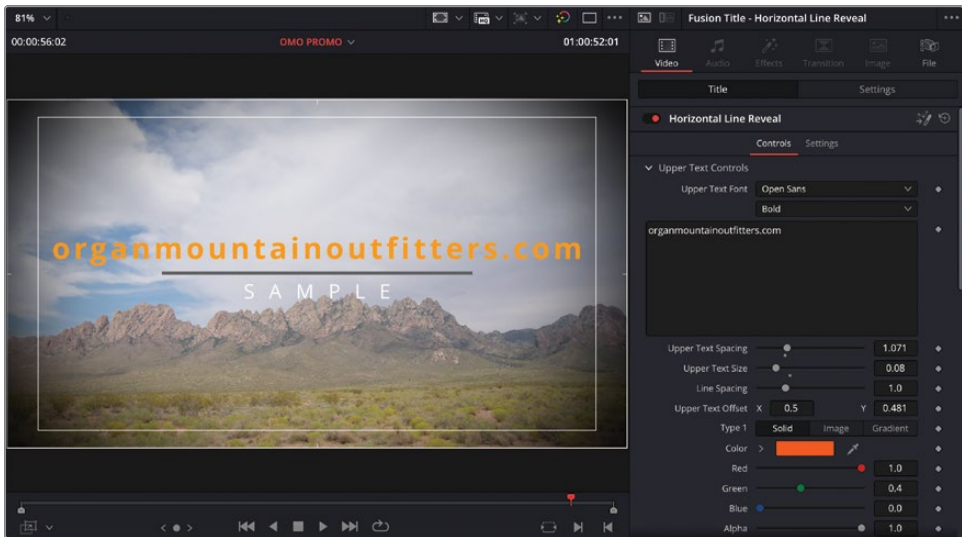 81%
Fusion Title - Horizontal Line Reveal
00:00:56:02
OMO PROMO
01:00:52:01
Video
Audio
Effects
Transition
Image
File
Title
Settings
Horizontal Line Reveal
Controls
Settings
Upper Text Controls
Upper Text Font
Open Sans
Bold
organmountainoutfitters.com
organmountainoutfitters.com
SAMPLE
Upper Text Spacing
1.071
Upper Text Size
0.08
Line Spacing
1.0
Upper Text Offset X 0.5 Y 0.481
Type 1
Solid
Image
Gradient
Color
Red
1.0
Green
0.4
Blue
0.0
Alpha
1.0